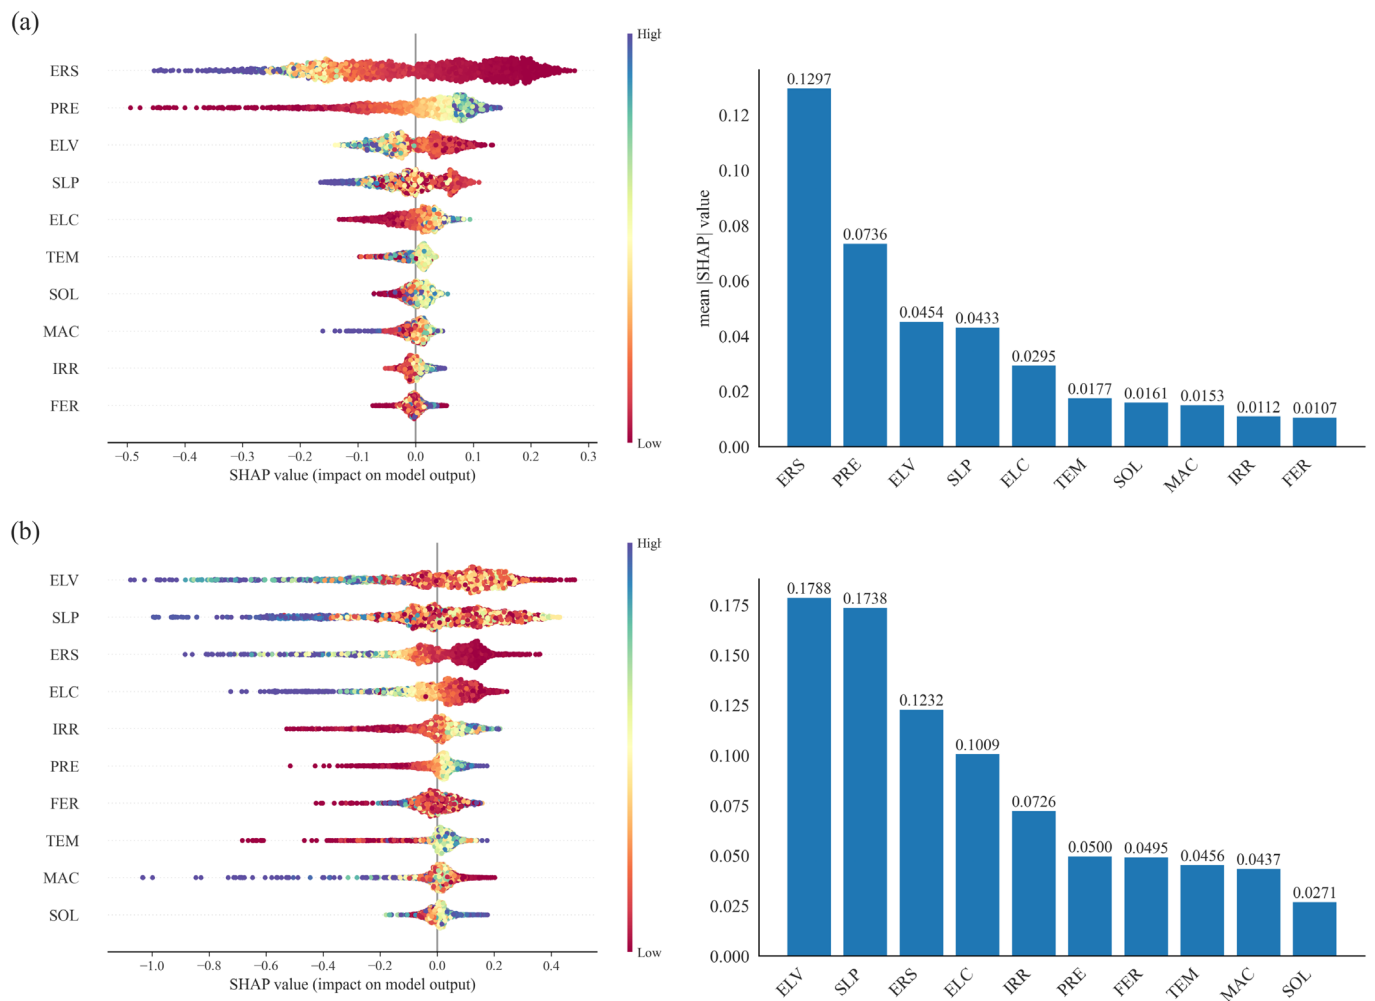 (a)
High
ERS
PRE
ELV
SLP
ELC
TEM
SOL
MAC
IRR
FER
Low
−0.5 −0.4 −0.3 −0.2 −0.1 0.0 0.1 0.2 0.3
SHAP value (impact on model output)
mean |SHAP| value
0.12
0.10
0.08
0.06
0.04
0.02
0.00
0.1297
0.0736
0.0454
0.0433
0.0295
0.0177
0.0161
0.0153
0.0112
0.0107
ERS PRE ELV SLP ELC TEM SOL MAC IRR FER
(b)
High
ELV
SLP
ERS
ELC
IRR
PRE
FER
TEM
MAC
SOL
Low
−1.0 −0.8 −0.6 −0.4 −0.2 0.0 0.2 0.4
SHAP value (impact on model output)
0.175
0.150
0.125
0.100
0.075
0.050
0.025
0.000
0.1788
0.1738
0.1232
0.1009
0.0726
0.0500
0.0495
0.0456
0.0437
0.0271
ELV SLP ERS ELC IRR PRE FER TEM MAC SOL